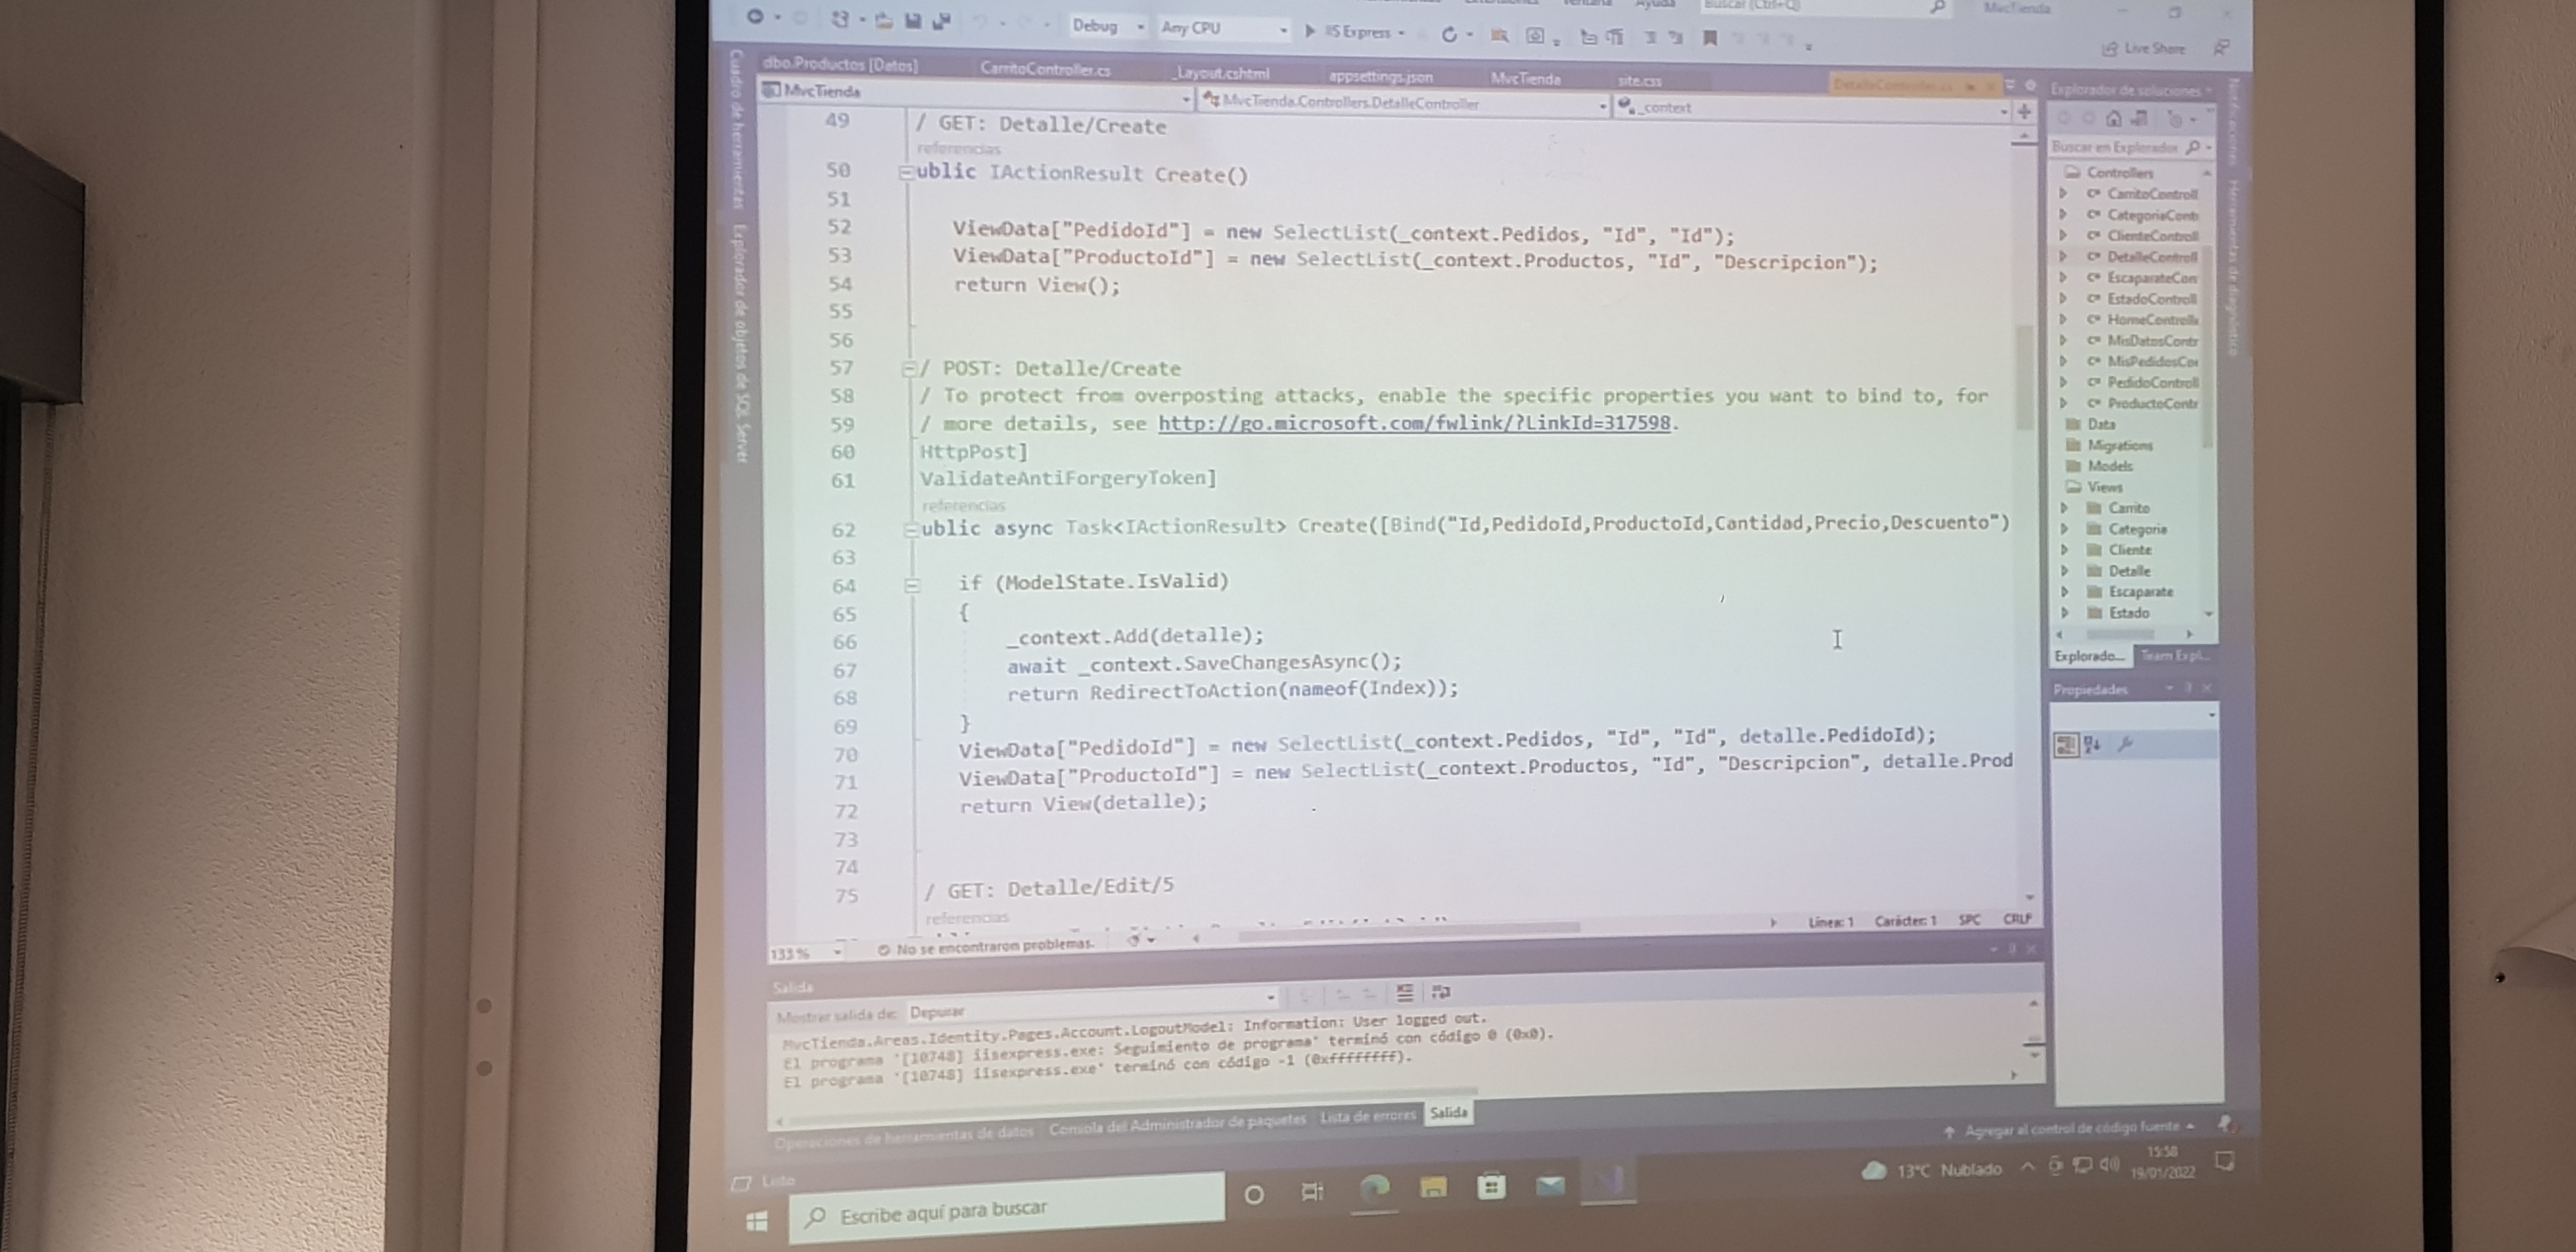 Debug Any CPU IIS Express
Buscar (Ctrl+Q) MvcTienda
Live Share
dbo.Productos [Datos] CarritoController.cs _Layout.cshtml appsettings.json MvcTienda site.css DetalleController.cs
MvcTienda MvcTienda.Controllers.DetalleController _context
49 / GET: Detalle/Create
referencias
50 ublic IActionResult Create()
51
52 ViewData["PedidoId"] = new SelectList(_context.Pedidos, "Id", "Id");
53 ViewData["ProductoId"] = new SelectList(_context.Productos, "Id", "Descripcion");
54 return View();
55
56
57 / POST: Detalle/Create
58 / To protect from overposting attacks, enable the specific properties you want to bind to, for
59 / more details, see http://go.microsoft.com/fwlink/?LinkId=317598.
60 HttpPost]
61 ValidateAntiForgeryToken]
referencias
62 ublic async Task<IActionResult> Create([Bind("Id,PedidoId,ProductoId,Cantidad,Precio,Descuento")
63
64 if (ModelState.IsValid)
65 {
66 _context.Add(detalle);
67 await _context.SaveChangesAsync();
68 return RedirectToAction(nameof(Index));
69 }
70 ViewData["PedidoId"] = new SelectList(_context.Pedidos, "Id", "Id", detalle.PedidoId);
71 ViewData["ProductoId"] = new SelectList(_context.Productos, "Id", "Descripcion", detalle.Prod
72 return View(detalle);
73
74
75 / GET: Detalle/Edit/5
referencias
133 % No se encontraron problemas. Línea: 1 Carácter: 1 SPC CRLF
Cuadro de herramientas
Explorador de objetos de SQL Server
Explorador de soluciones
Buscar en Explorador
Controllers
C# CarritoControll
C# CategoriaContr
C# ClienteControll
C# DetalleControll
C# EscaparateCon
C# EstadoControll
C# HomeControlle
C# MisDatosContr
C# MisPedidosCo
C# PedidoControll
C# ProductoContr
Data
Migrations
Models
Views
Carrito
Categoria
Cliente
Detalle
Escaparate
Estado
Explorado... Team Expl...
Propiedades
Notificaciones
Herramientas de diagnóstico
Salida
Mostrar salida de: Depurar
MvcTienda.Areas.Identity.Pages.Account.LogoutModel: Information: User logged out.
El programa '[10748] iisexpress.exe: Seguimiento de programa' terminó con código 0 (0x0).
El programa '[10748] iisexpress.exe' terminó con código -1 (0xffffffff).
Operaciones de herramientas de datos Consola del Administrador de paquetes Lista de errores Salida
Listo Agregar al control de código fuente
Escribe aquí para buscar
13°C Nublado
15:58
19/01/2022